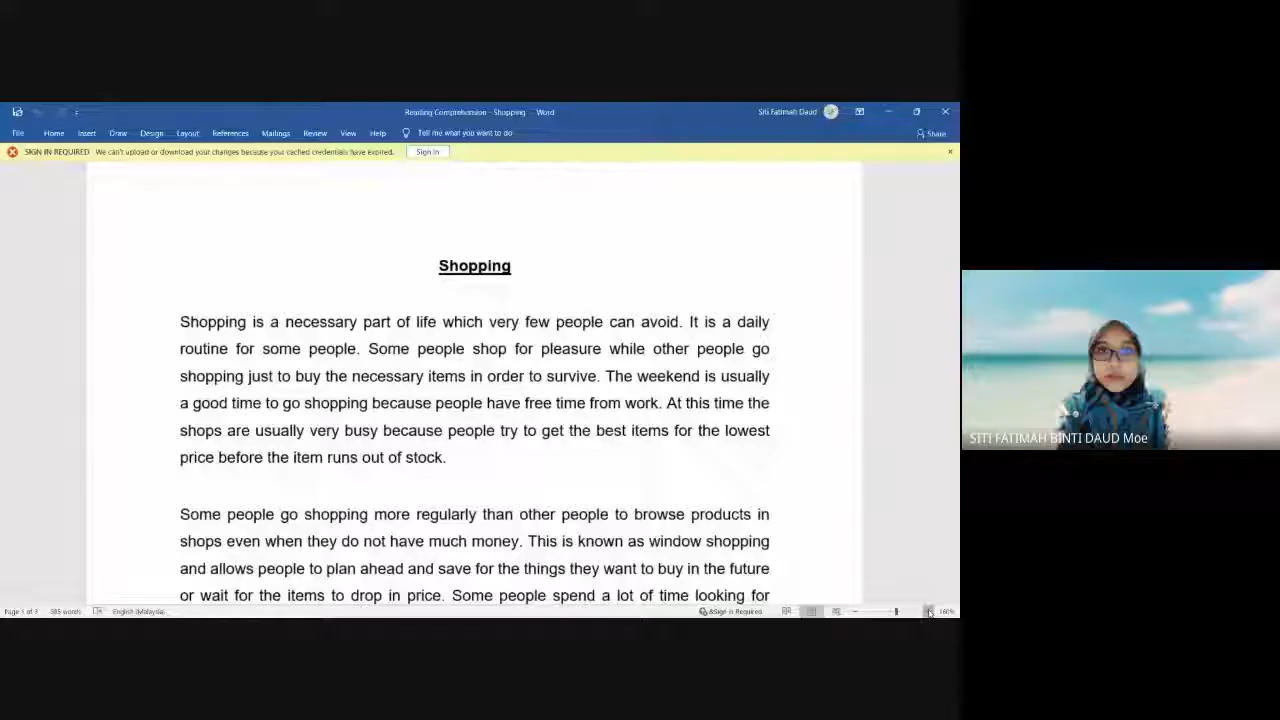 Reading Comprehension - Shopping - Word
Siti Fatimah Daud
File Home Insert Draw Design Layout References Mailings Review View Help Tell me what you want to do
Share
SIGN IN REQUIRED We can't upload or download your changes because your cached credentials have expired. Sign In
Shopping
Shopping is a necessary part of life which very few people can avoid. It is a daily
routine for some people. Some people shop for pleasure while other people go
shopping just to buy the necessary items in order to survive. The weekend is usually
a good time to go shopping because people have free time from work. At this time the
shops are usually very busy because people try to get the best items for the lowest
price before the item runs out of stock.
Some people go shopping more regularly than other people to browse products in
shops even when they do not have much money. This is known as window shopping
and allows people to plan ahead and save for the things they want to buy in the future
or wait for the items to drop in price. Some people spend a lot of time looking for
English (Malaysia)
Sign in Required
160%
SITI FATIMAH BINTI DAUD Moe